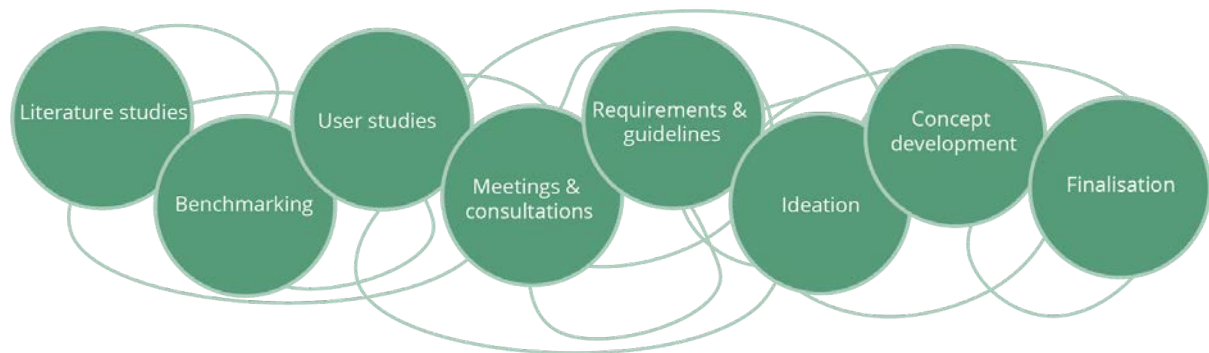 Literature studies
Benchmarking
User studies
Meetings &
consultations
Requirements &
guidelines
Ideation
Concept
development
Finalisation